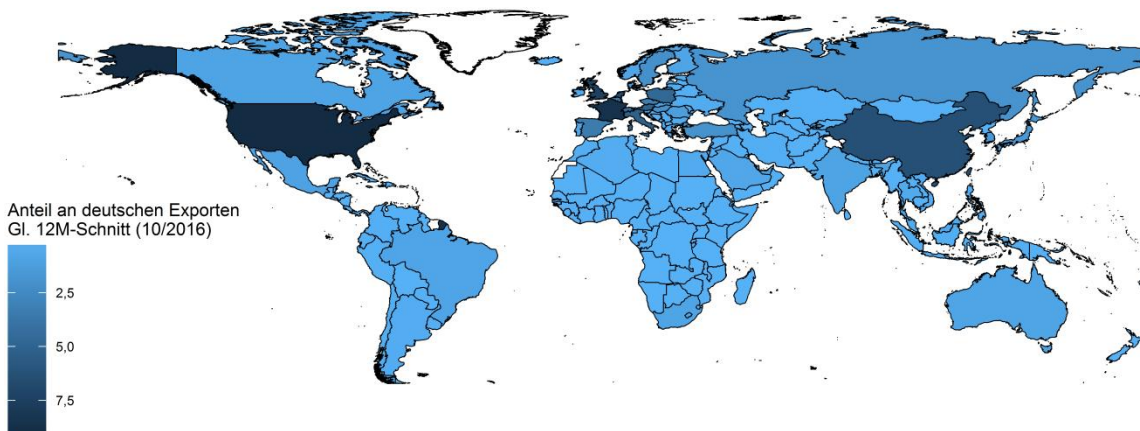 Anteil an deutschen Exporten
Gl. 12M-Schnitt (10/2016)
2,5
5,0
7,5